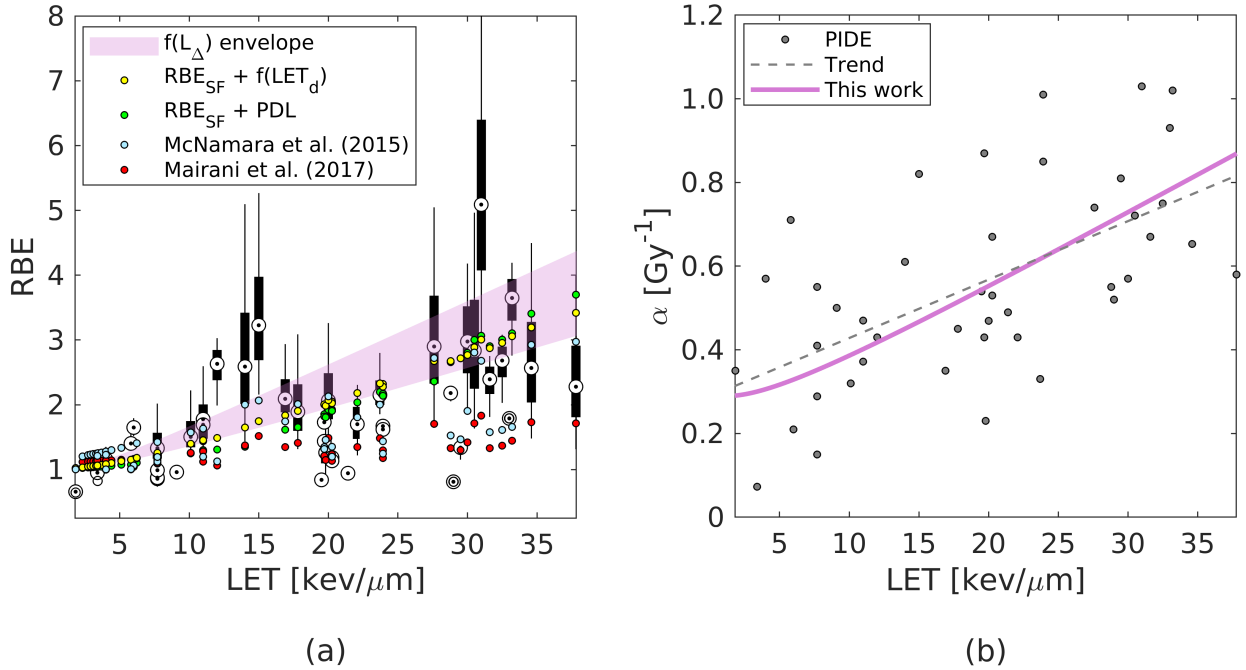 8
7
6
5
4
3
2
1
RBE
f(L_Δ) envelope
RBE_SF + f(LET_d)
RBE_SF + PDL
McNamara et al. (2015)
Mairani et al. (2017)
5 10 15 20 25 30 35
LET [kev/μm]
(a)
1.2
1.0
0.8
0.6
0.4
0.2
0
α [Gy⁻¹]
PIDE
Trend
This work
5 10 15 20 25 30 35
LET [kev/μm]
(b)